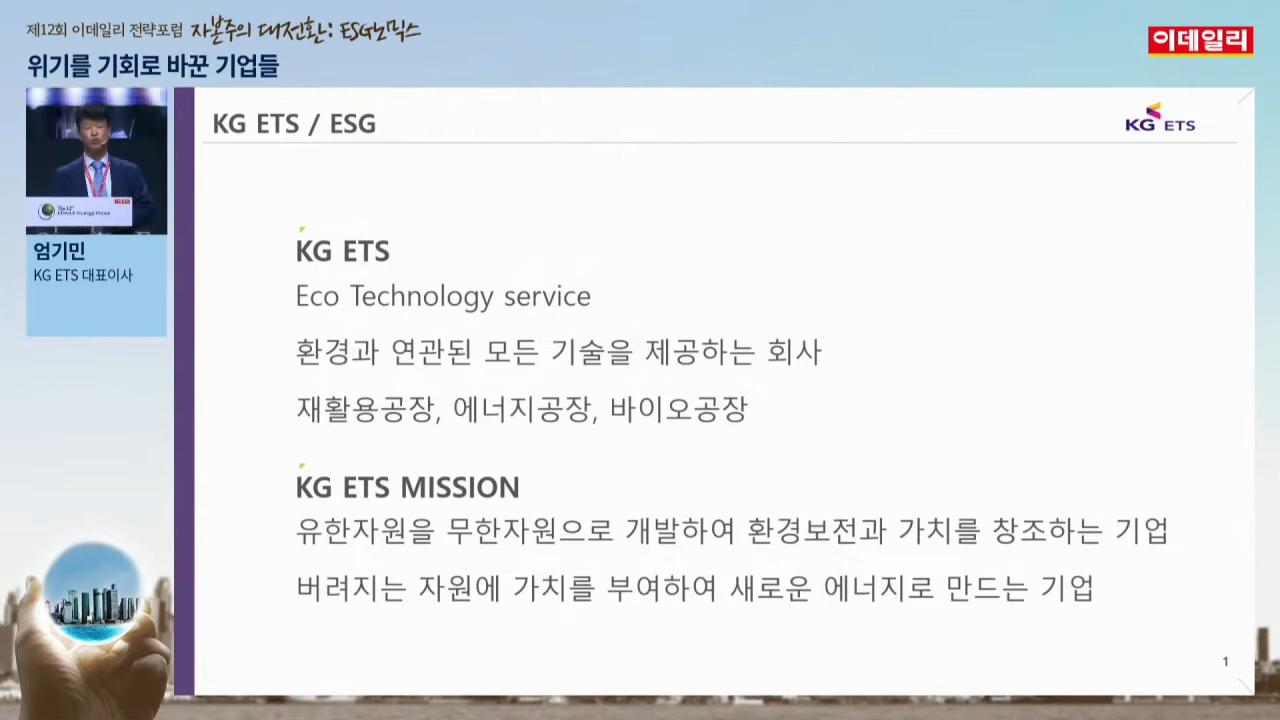 제12회 이데일리 전략포럼 자본주의 대전환: ESG노믹스
이데일리
위기를 기회로 바꾼 기업들
엄기민
KG ETS 대표이사
KG ETS / ESG
KG ETS
KG ETS
Eco Technology service
환경과 연관된 모든 기술을 제공하는 회사
재활용공장, 에너지공장, 바이오공장
KG ETS MISSION
유한자원을 무한자원으로 개발하여 환경보전과 가치를 창조하는 기업
버려지는 자원에 가치를 부여하여 새로운 에너지로 만드는 기업
1